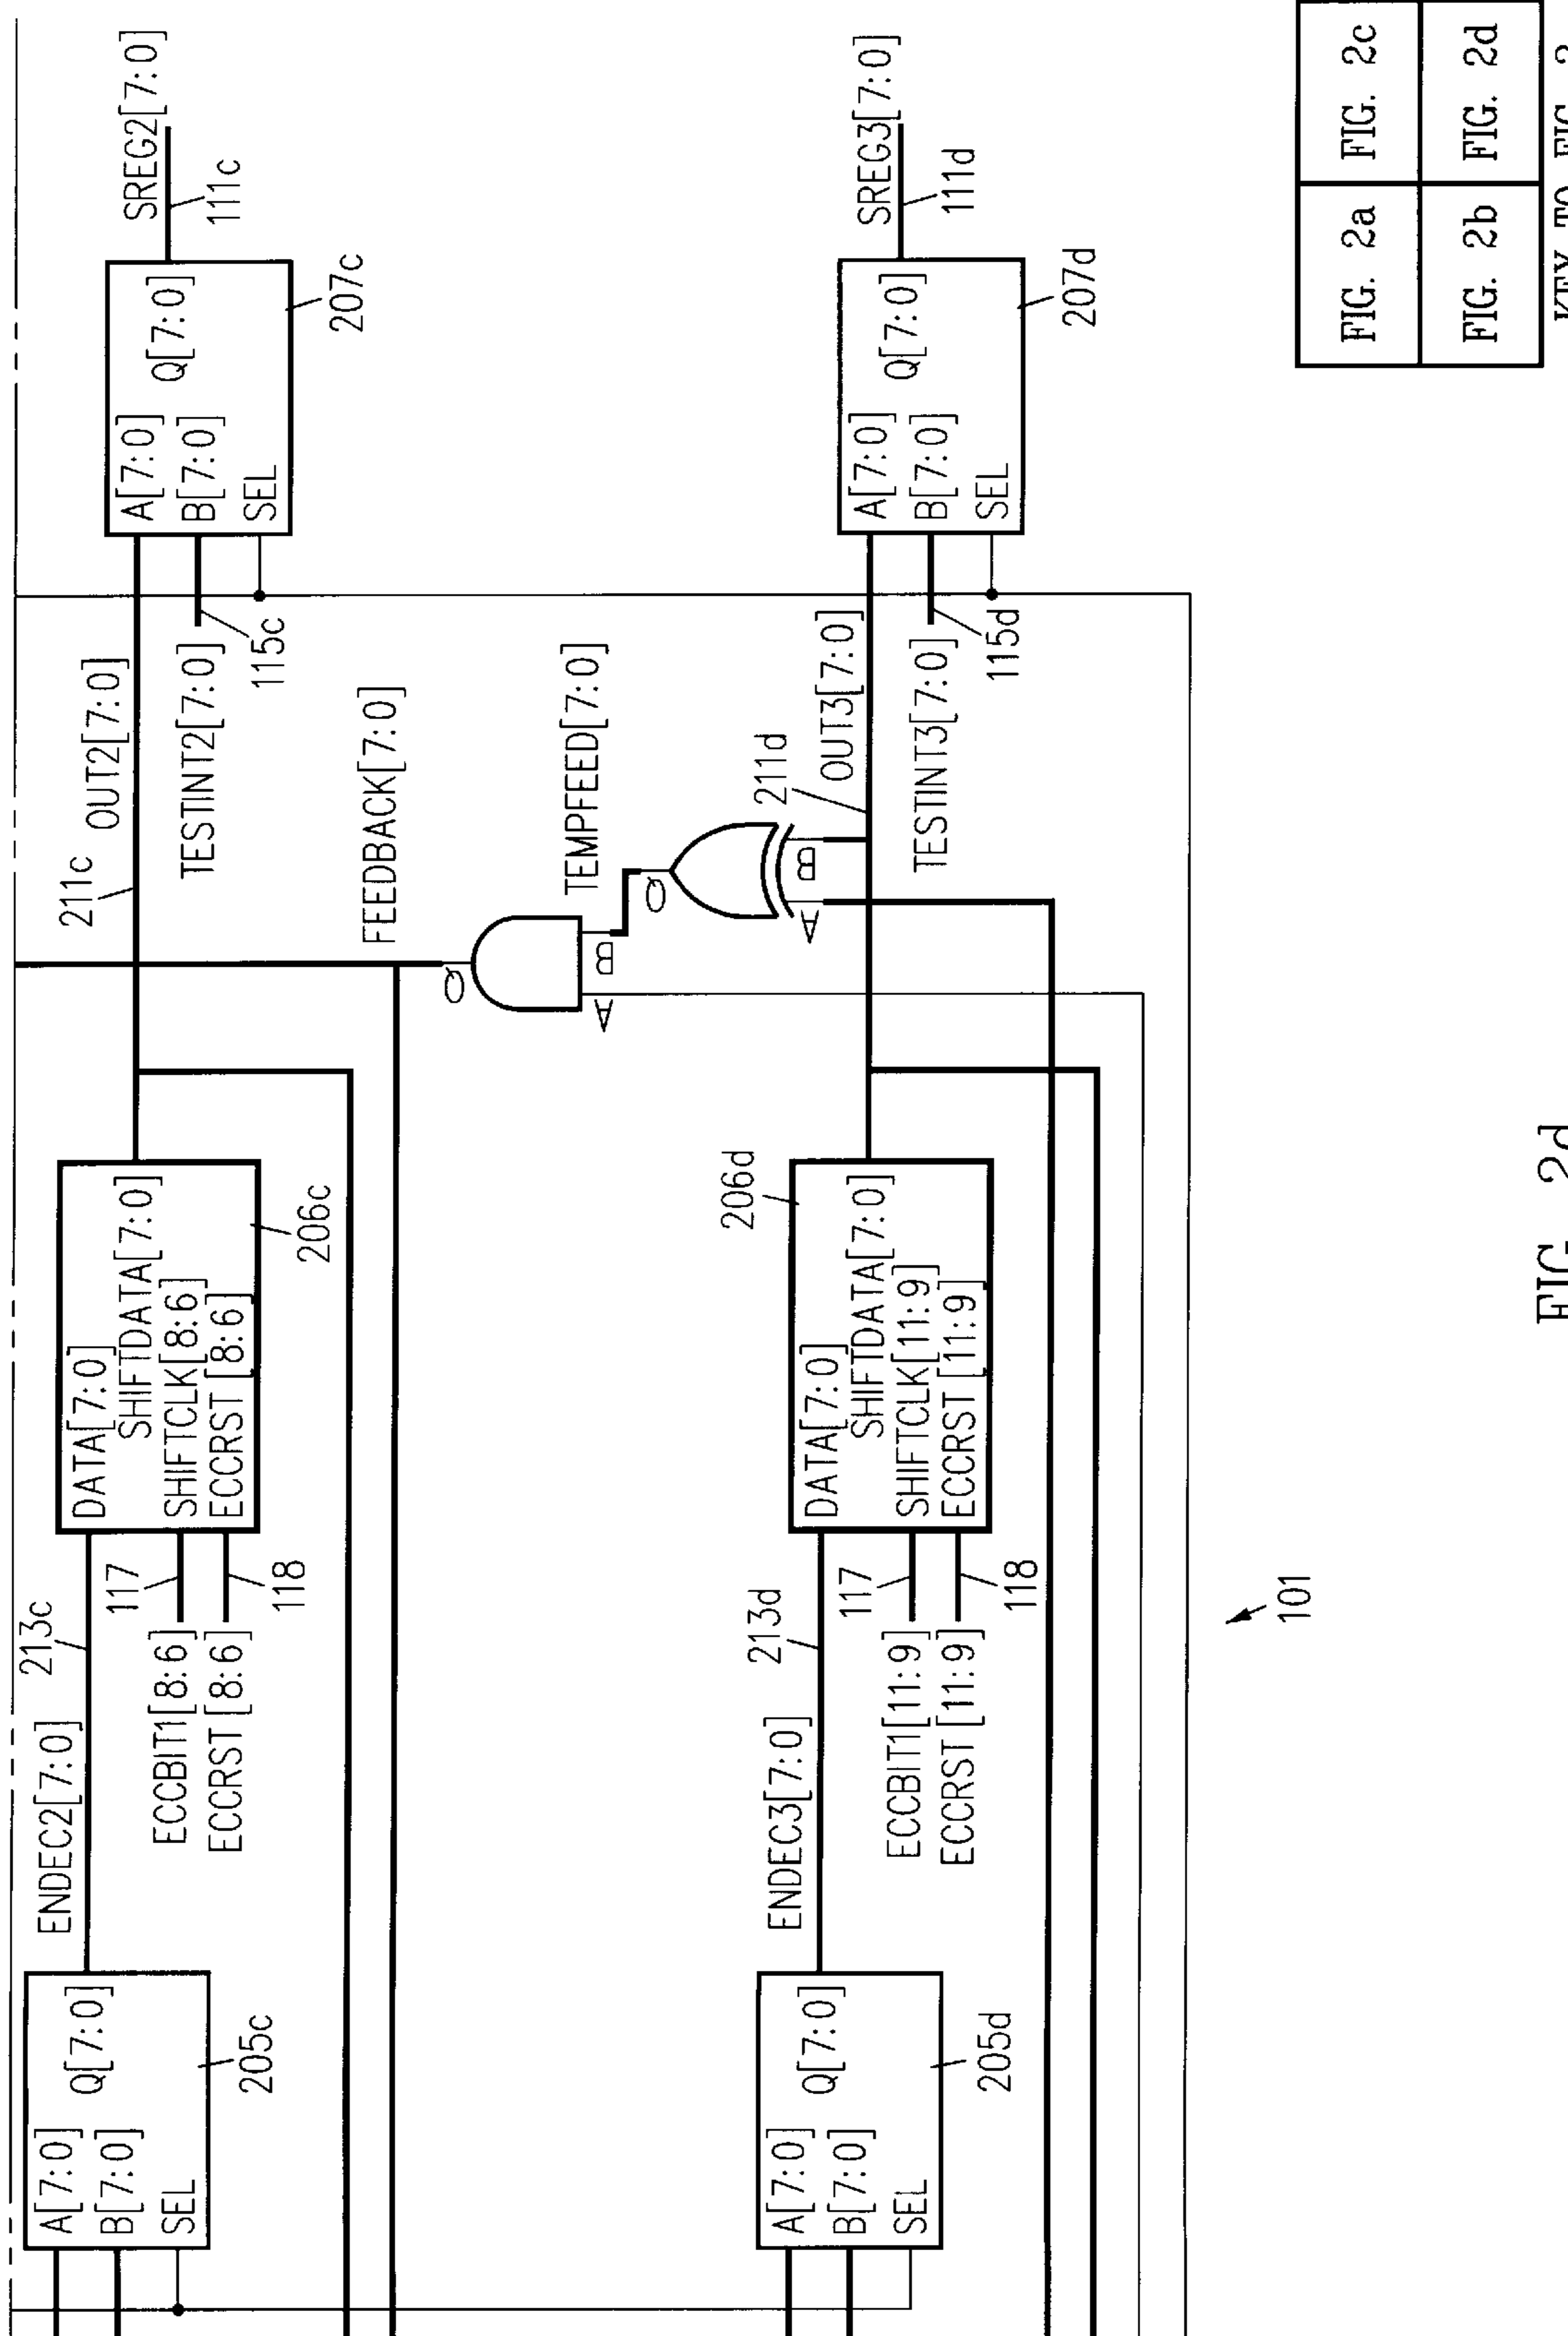 A[7:0]
B[7:0]
SEL
Q[7:0]
205c
ENDEC2[7:0]
213c
ECCBIT1[8:6]
ECCRST [8:6]
117
118
DATA[7:0]
SHIFTDATA[7:0]
SHIFTCLK[8:6]
ECCRST [8:6]
206c
211c
OUT2[7:0]
TESTINT2[7:0]
115c
A[7:0]
B[7:0]
SEL
Q[7:0]
207c
SREG2[7:0]
111c
FEEDBACK[7:0]
Q
A
B
TEMPFEED[7:0]
Q
A
B
A[7:0]
B[7:0]
SEL
Q[7:0]
205d
ENDEC3[7:0]
213d
ECCBIT1[11:9]
ECCRST [11:9]
117
118
DATA[7:0]
SHIFTDATA[7:0]
SHIFTCLK[11:9]
ECCRST [11:9]
206d
211d
OUT3[7:0]
TESTINT3[7:0]
115d
A[7:0]
B[7:0]
SEL
Q[7:0]
207d
SREG3[7:0]
111d
101
FIG. 2a FIG. 2c
FIG. 2b FIG. 2d
KEY TO FIG. 2
FIG. 2d